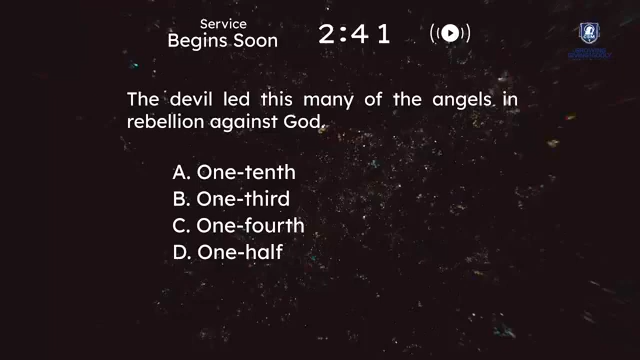 Service
Begins Soon
2:41
The devil led this many of the angels in
rebellion against God.
A. One-tenth
B. One-third
C. One-fourth
D. One-half